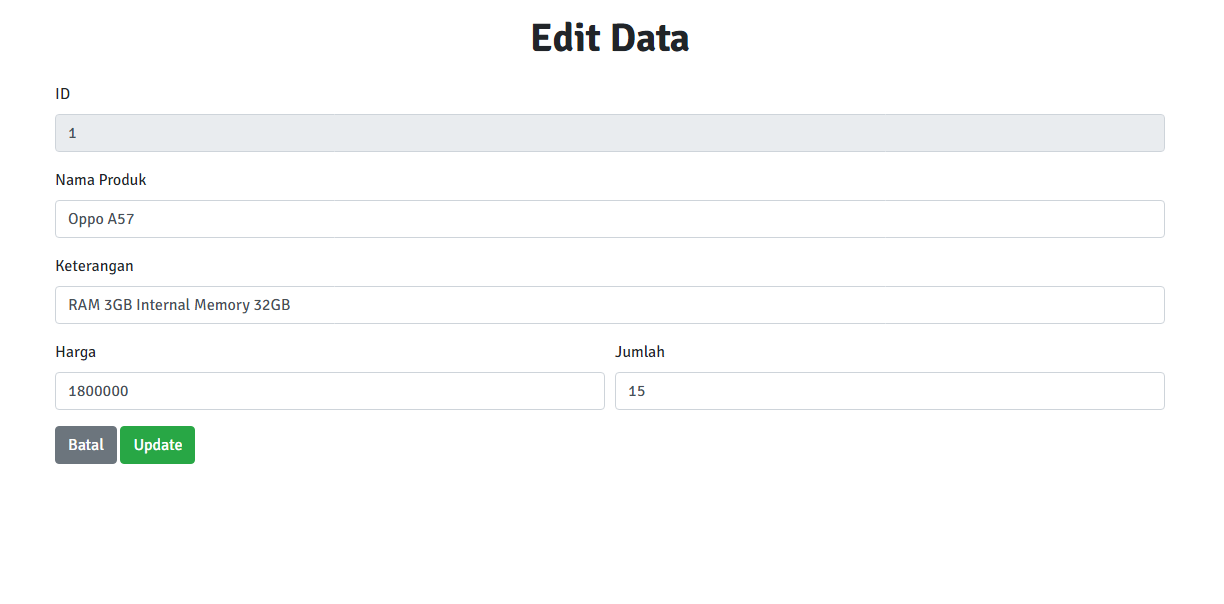 Edit Data
ID
1
Nama Produk
Oppo A57
Keterangan
RAM 3GB Internal Memory 32GB
Harga
Jumlah
1800000
15
Batal
Update